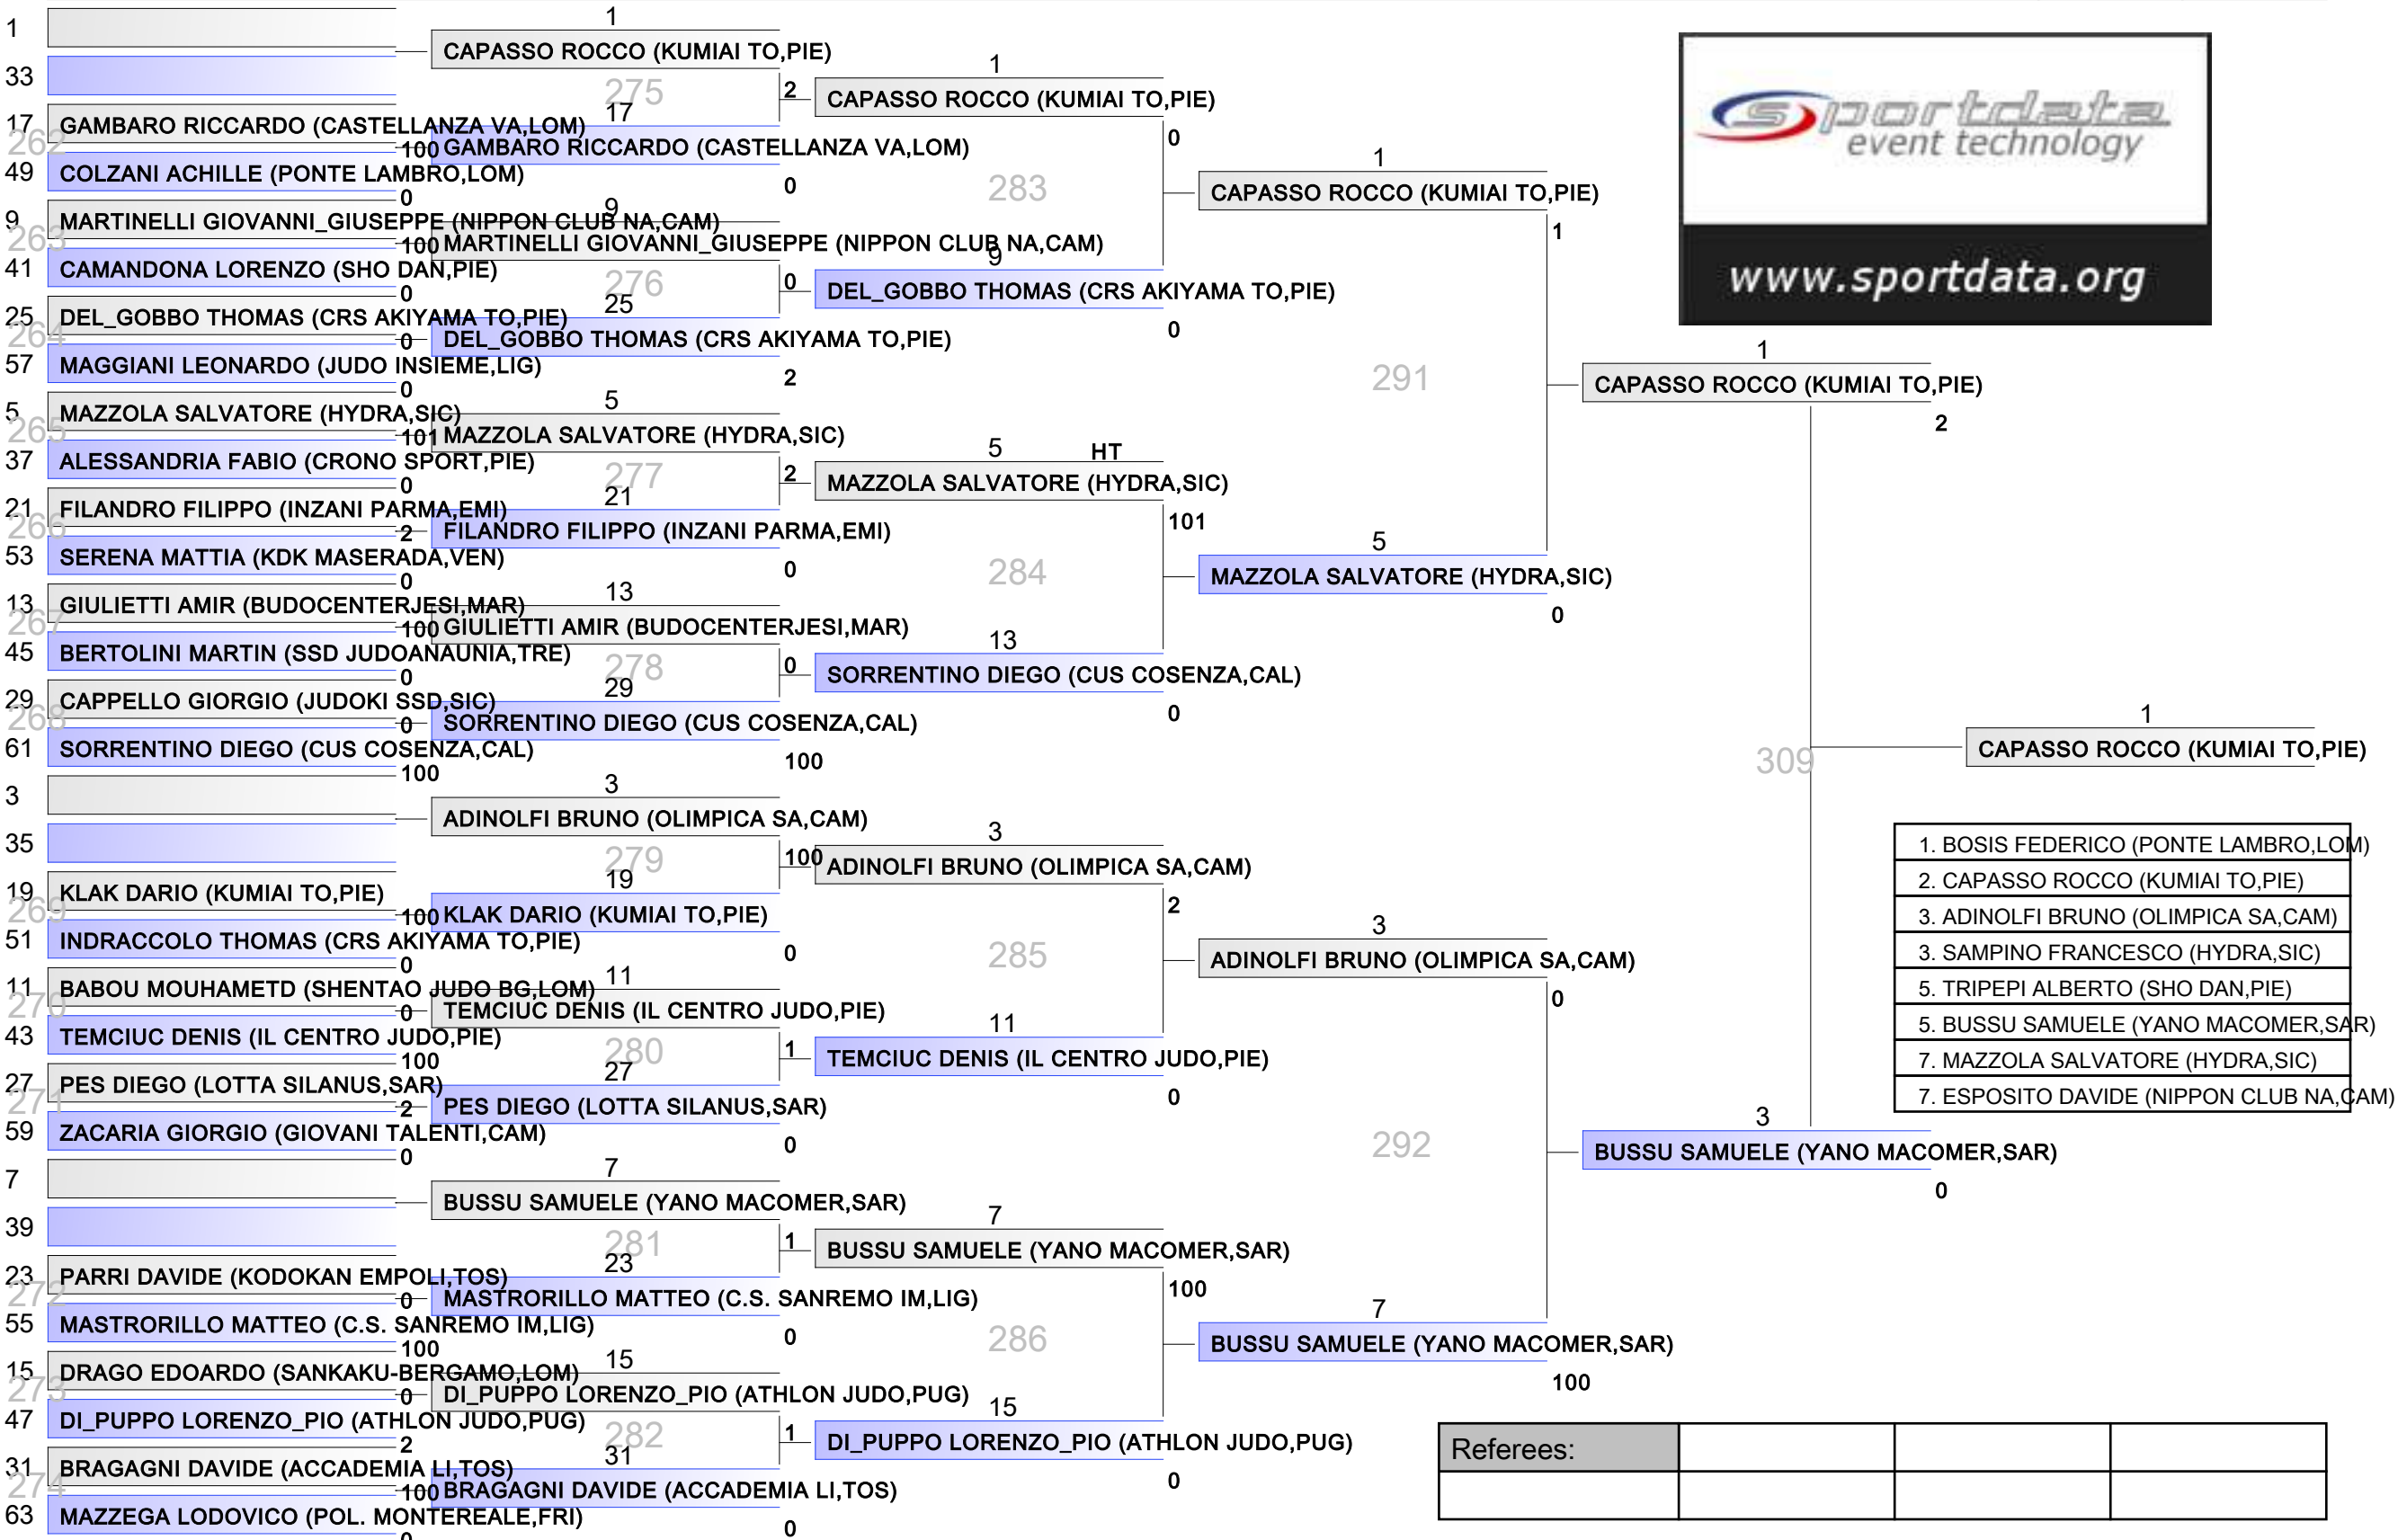 1
1
CAPASSO ROCCO (KUMIAI TO,PIE)
33
275
2
1
CAPASSO ROCCO (KUMIAI TO,PIE)
0
17
GAMBARO RICCARDO (CASTELLANZA VA,LOM)
262
100
17
GAMBARO RICCARDO (CASTELLANZA VA,LOM)
0
49
COLZANI ACHILLE (PONTE LAMBRO,LOM)
0
283
1
CAPASSO ROCCO (KUMIAI TO,PIE)
1
9
MARTINELLI GIOVANNI_GIUSEPPE (NIPPON CLUB NA,CAM)
263
100
9
MARTINELLI GIOVANNI_GIUSEPPE (NIPPON CLUB NA,CAM)
41
CAMANDONA LORENZO (SHO DAN,PIE)
0
276
0
9
DEL_GOBBO THOMAS (CRS AKIYAMA TO,PIE)
0
25
DEL_GOBBO THOMAS (CRS AKIYAMA TO,PIE)
264
0
25
DEL_GOBBO THOMAS (CRS AKIYAMA TO,PIE)
2
57
MAGGIANI LEONARDO (JUDO INSIEME,LIG)
0
291
1
CAPASSO ROCCO (KUMIAI TO,PIE)
2
5
MAZZOLA SALVATORE (HYDRA,SIC)
265
101
5
MAZZOLA SALVATORE (HYDRA,SIC)
37
ALESSANDRIA FABIO (CRONO SPORT,PIE)
0
277
2
5
HT
MAZZOLA SALVATORE (HYDRA,SIC)
101
21
FILANDRO FILIPPO (INZANI PARMA,EMI)
266
2
21
FILANDRO FILIPPO (INZANI PARMA,EMI)
0
53
SERENA MATTIA (KDK MASERADA,VEN)
0
284
5
MAZZOLA SALVATORE (HYDRA,SIC)
0
13
GIULIETTI AMIR (BUDOCENTERJESI,MAR)
267
100
13
GIULIETTI AMIR (BUDOCENTERJESI,MAR)
45
BERTOLINI MARTIN (SSD JUDOANAUNIA,TRE)
0
278
0
13
SORRENTINO DIEGO (CUS COSENZA,CAL)
0
29
CAPPELLO GIORGIO (JUDOKI SSD,SIC)
268
0
29
SORRENTINO DIEGO (CUS COSENZA,CAL)
100
61
SORRENTINO DIEGO (CUS COSENZA,CAL)
100
309
1
CAPASSO ROCCO (KUMIAI TO,PIE)
3
3
ADINOLFI BRUNO (OLIMPICA SA,CAM)
35
279
100
3
ADINOLFI BRUNO (OLIMPICA SA,CAM)
2
19
KLAK DARIO (KUMIAI TO,PIE)
269
100
19
KLAK DARIO (KUMIAI TO,PIE)
0
51
INDRACCOLO THOMAS (CRS AKIYAMA TO,PIE)
0
285
3
ADINOLFI BRUNO (OLIMPICA SA,CAM)
0
11
BABOU MOUHAMETD (SHENTAO JUDO BG,LOM)
270
0
11
TEMCIUC DENIS (IL CENTRO JUDO,PIE)
43
TEMCIUC DENIS (IL CENTRO JUDO,PIE)
100
280
1
11
TEMCIUC DENIS (IL CENTRO JUDO,PIE)
0
27
PES DIEGO (LOTTA SILANUS,SAR)
271
2
27
PES DIEGO (LOTTA SILANUS,SAR)
0
59
ZACARIA GIORGIO (GIOVANI TALENTI,CAM)
0
292
3
BUSSU SAMUELE (YANO MACOMER,SAR)
0
7
7
BUSSU SAMUELE (YANO MACOMER,SAR)
39
281
1
7
BUSSU SAMUELE (YANO MACOMER,SAR)
100
23
PARRI DAVIDE (KODOKAN EMPOLI,TOS)
272
0
23
MASTRORILLO MATTEO (C.S. SANREMO IM,LIG)
0
55
MASTRORILLO MATTEO (C.S. SANREMO IM,LIG)
100
286
7
BUSSU SAMUELE (YANO MACOMER,SAR)
100
15
DRAGO EDOARDO (SANKAKU-BERGAMO,LOM)
273
0
15
DI_PUPPO LORENZO_PIO (ATHLON JUDO,PUG)
47
DI_PUPPO LORENZO_PIO (ATHLON JUDO,PUG)
2
282
1
15
DI_PUPPO LORENZO_PIO (ATHLON JUDO,PUG)
0
31
BRAGAGNI DAVIDE (ACCADEMIA LI,TOS)
274
100
31
BRAGAGNI DAVIDE (ACCADEMIA LI,TOS)
0
63
MAZZEGA LODOVICO (POL. MONTEREALE,FRI)
0
sportdata
event technology
www.sportdata.org
1. BOSIS FEDERICO (PONTE LAMBRO,LOM)
2. CAPASSO ROCCO (KUMIAI TO,PIE)
3. ADINOLFI BRUNO (OLIMPICA SA,CAM)
3. SAMPINO FRANCESCO (HYDRA,SIC)
5. TRIPEPI ALBERTO (SHO DAN,PIE)
5. BUSSU SAMUELE (YANO MACOMER,SAR)
7. MAZZOLA SALVATORE (HYDRA,SIC)
7. ESPOSITO DAVIDE (NIPPON CLUB NA,CAM)
Referees: